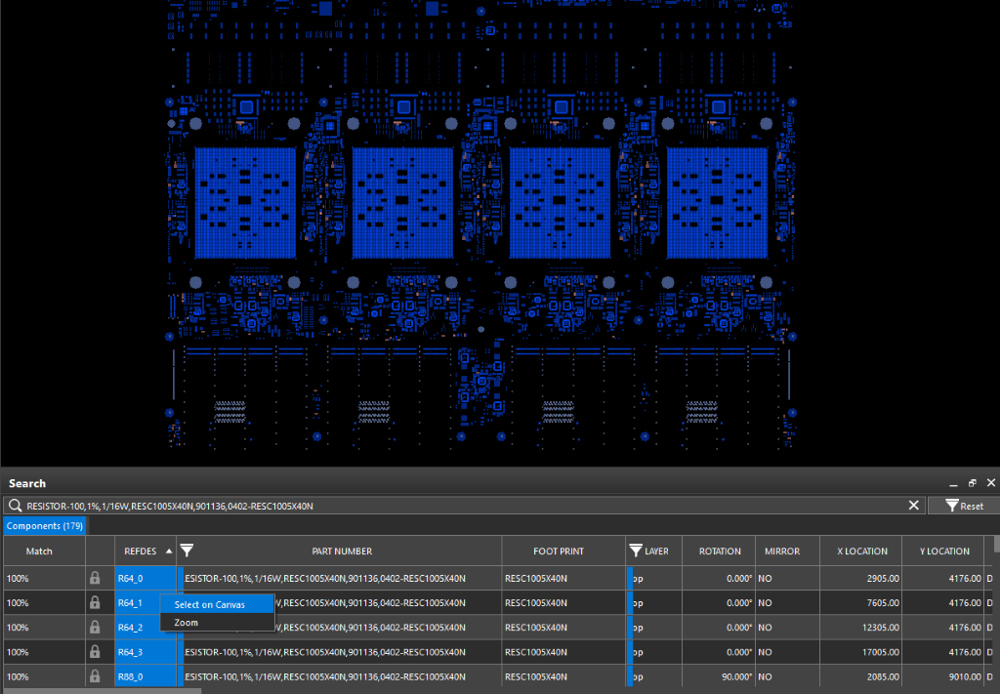 Search
RESISTOR-100,1%,1/16W,RESC1005X40N,901136,0402-RESC1005X40N
Reset
Components (179)
Match REFDES PART NUMBER FOOT PRINT LAYER ROTATION MIRROR X LOCATION Y LOCATION
100% R64_0 ESISTOR-100,1%,1/16W,RESC1005X40N,901136,0402-RESC1005X40N RESC1005X40N op 0.000° NO 2905.00 4176.00 D
100% R64_1 W,RESC1005X40N,901136,0402-RESC1005X40N RESC1005X40N op 0.000° NO 7605.00 4176.00 D
Select on Canvas
100% R64_2 W,RESC1005X40N,901136,0402-RESC1005X40N RESC1005X40N op 0.000° NO 12305.00 4176.00 D
Zoom
100% R64_3 ESISTOR-100,1%,1/16W,RESC1005X40N,901136,0402-RESC1005X40N RESC1005X40N op 0.000° NO 17005.00 4176.00 D
100% R88_0 ESISTOR-100,1%,1/16W,RESC1005X40N,901136,0402-RESC1005X40N RESC1005X40N op 90.000° NO 2085.00 9010.00 D